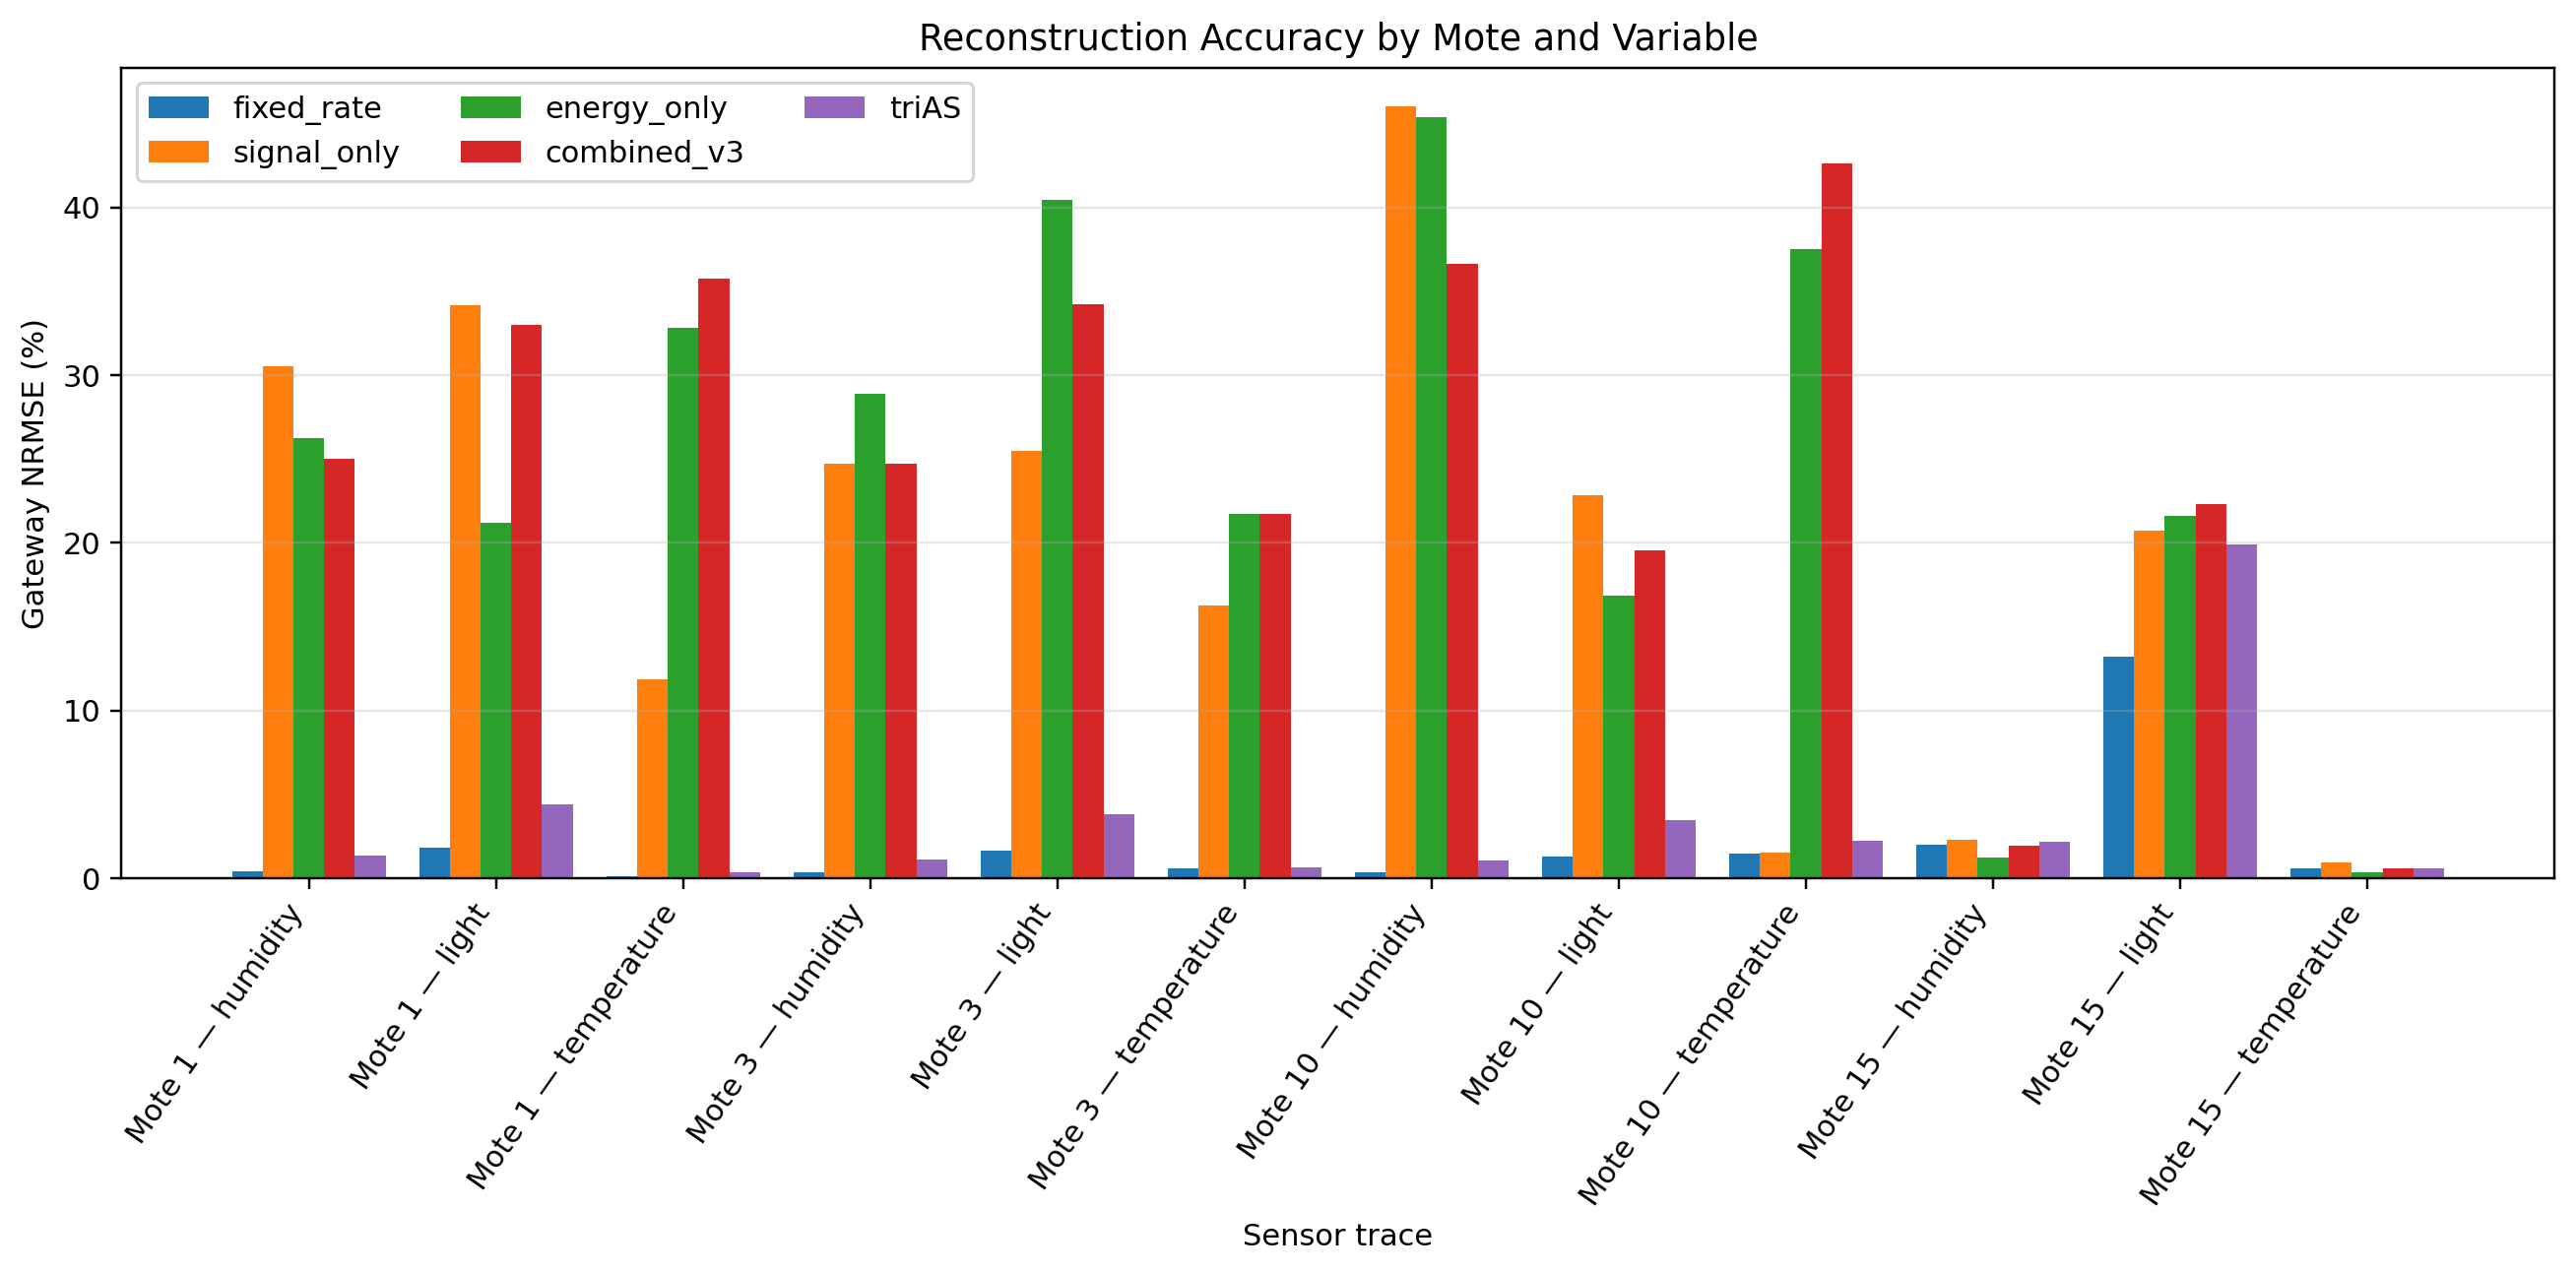 Reconstruction Accuracy by Mote and Variable
fixed_rate
signal_only
energy_only
combined_v3
triAS
Gateway NRMSE (%)
40
30
20
10
0
Mote 1 — humidity
Mote 1 — light
Mote 1 — temperature
Mote 3 — humidity
Mote 3 — light
Mote 3 — temperature
Mote 10 — humidity
Mote 10 — light
Mote 10 — temperature
Mote 15 — humidity
Mote 15 — light
Mote 15 — temperature
Sensor trace